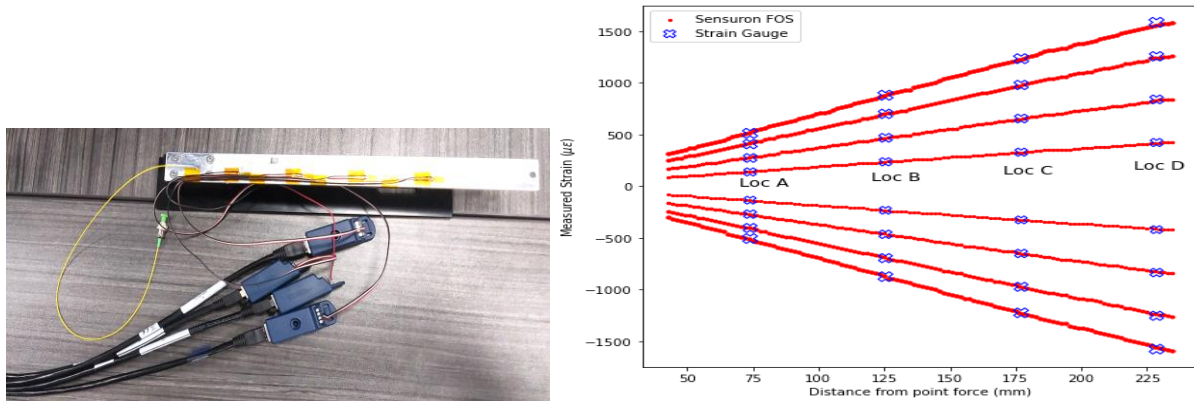 Sensuron FOS
Strain Gauge
Measured Strain (με)
1500
1000
500
0
−500
−1000
−1500
Loc A
Loc B
Loc C
Loc D
50
75
100
125
150
175
200
225
Distance from point force (mm)